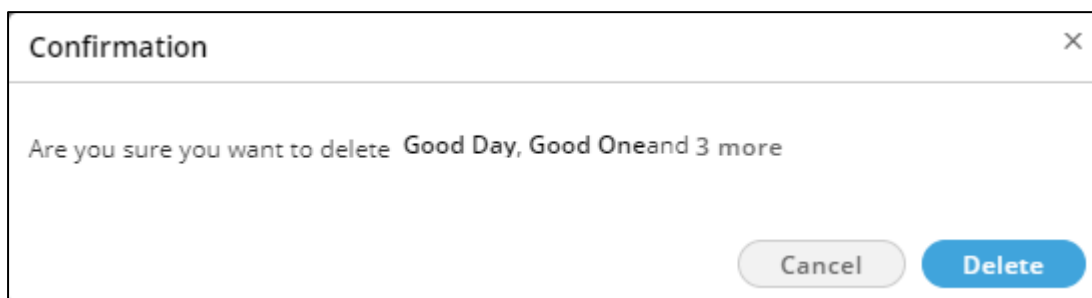 Confirmation ×
Are you sure you want to delete Good Day, Good Oneand 3 more
Cancel Delete